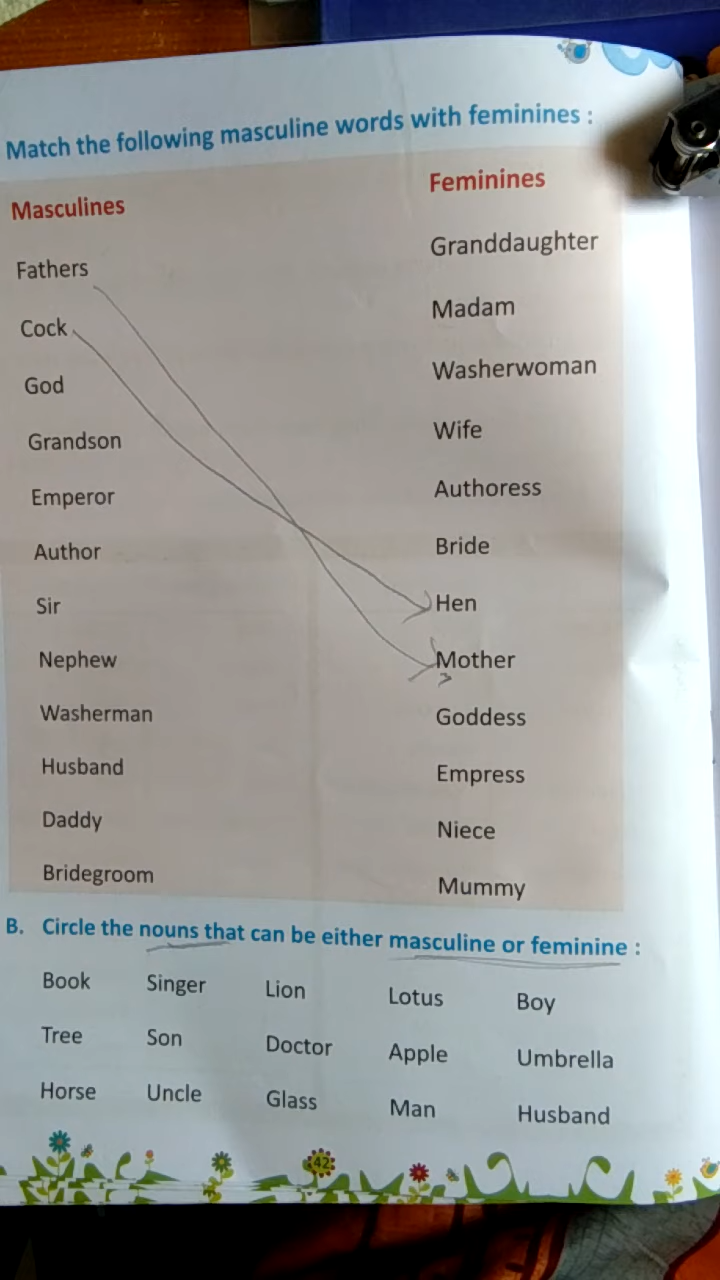 Match the following masculine words with feminines :
Masculines Feminines
Fathers Granddaughter
Cock Madam
God Washerwoman
Grandson Wife
Emperor Authoress
Author Bride
Sir Hen
Nephew Mother
Washerman Goddess
Husband Empress
Daddy Niece
Bridegroom Mummy
B. Circle the nouns that can be either masculine or feminine :
Book Singer Lion Lotus Boy
Tree Son Doctor Apple Umbrella
Horse Uncle Glass Man Husband
42